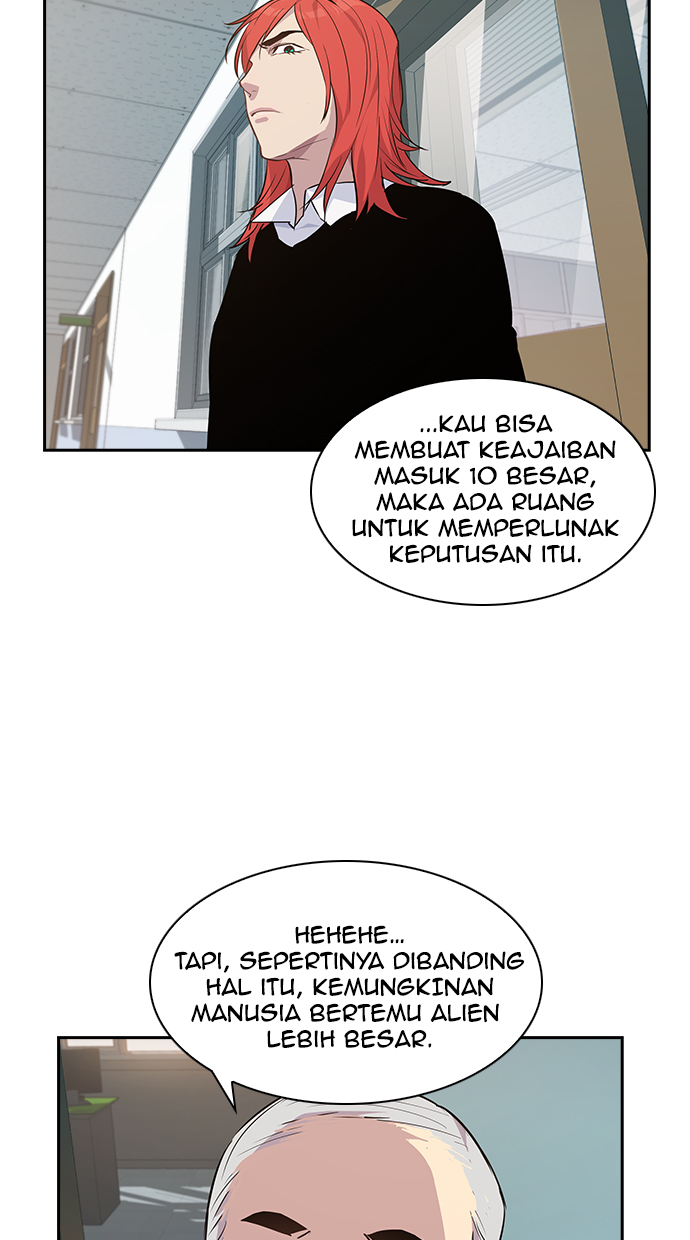 ...KAU BISA
MEMBUAT KEAJAIBAN
MASUK 10 BESAR,
MAKA ADA RUANG
UNTUK MEMPERLUNAK
KEPUTUSAN ITU.
HEHEHE...
TAPI, SEPERTINYA DIBANDING
HAL ITU, KEMUNGKINAN
MANUSIA BERTEMU ALIEN
LEBIH BESAR.